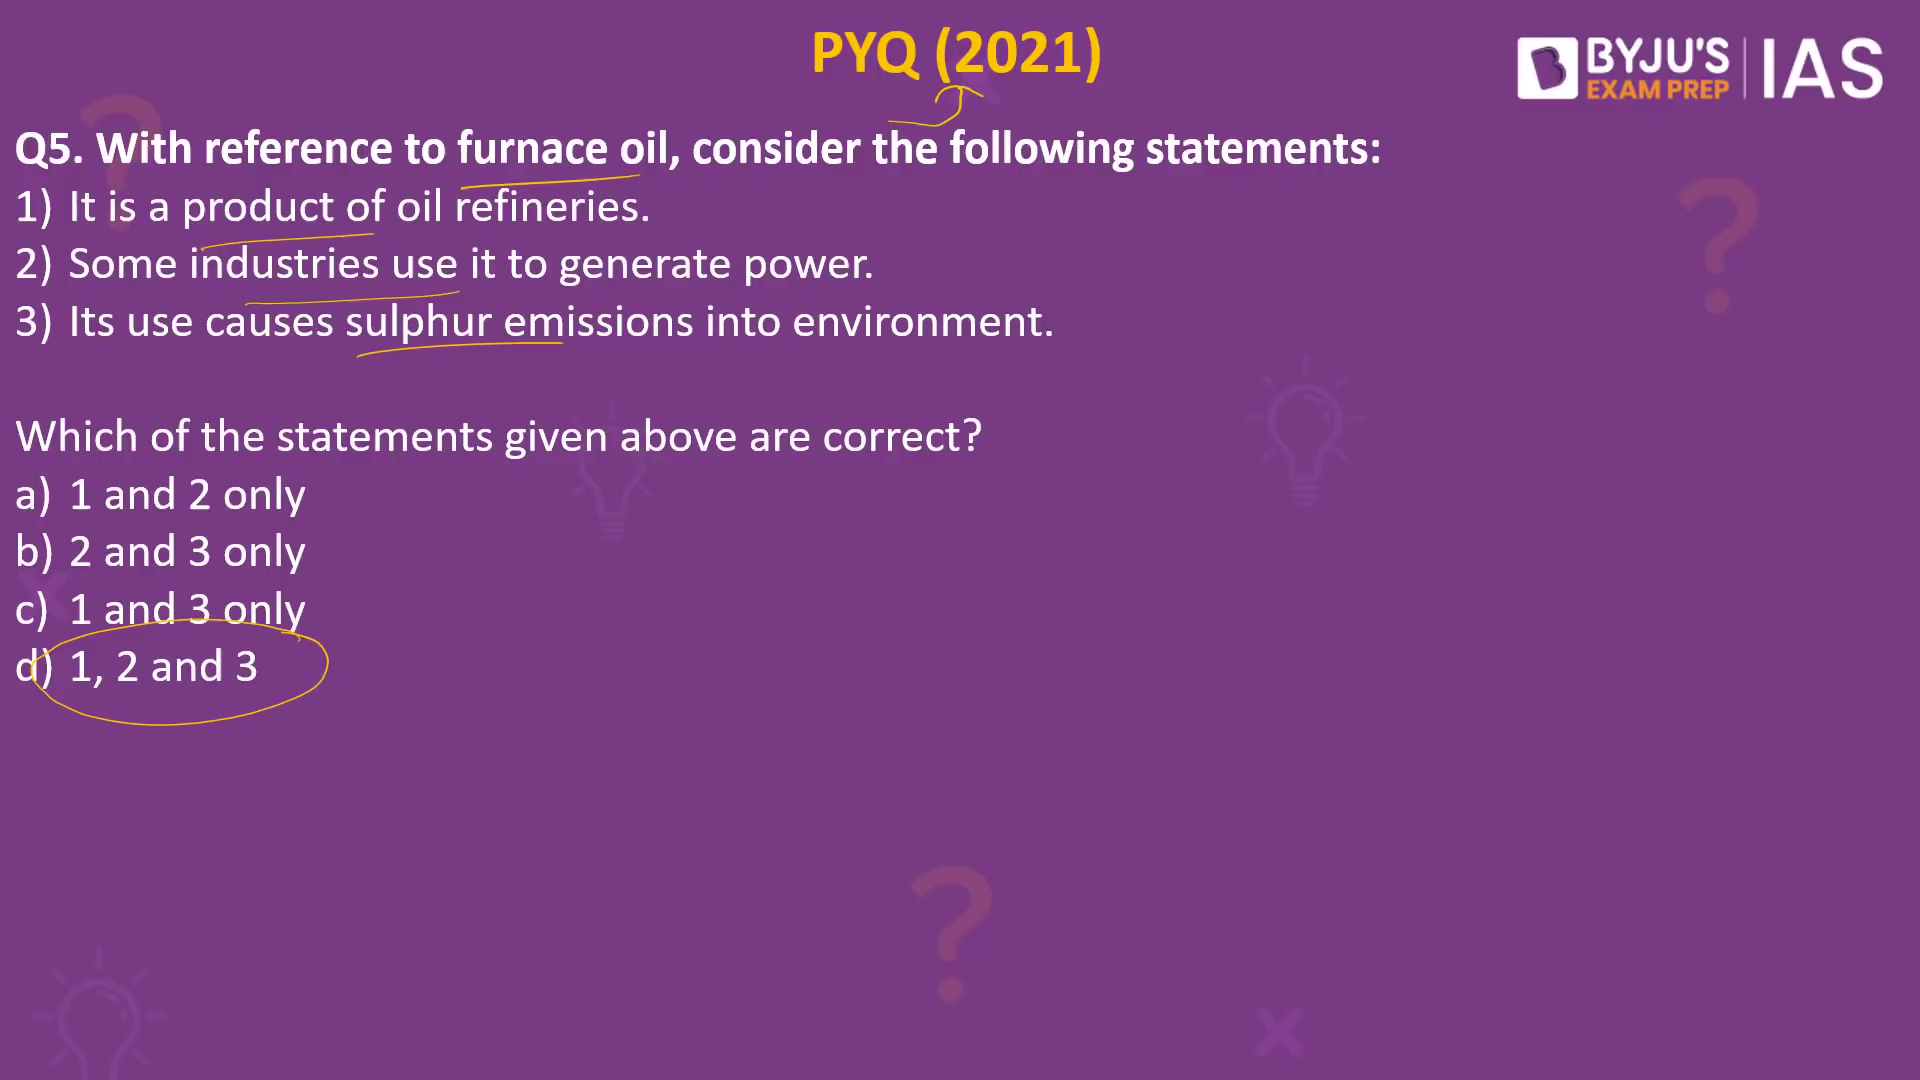 PYQ (2021)
BYJU'S
EXAM PREP
IAS
Q5. With reference to furnace oil, consider the following statements:
1) It is a product of oil refineries.
2) Some industries use it to generate power.
3) Its use causes sulphur emissions into environment.
Which of the statements given above are correct?
a) 1 and 2 only
b) 2 and 3 only
c) 1 and 3 only
d) 1, 2 and 3